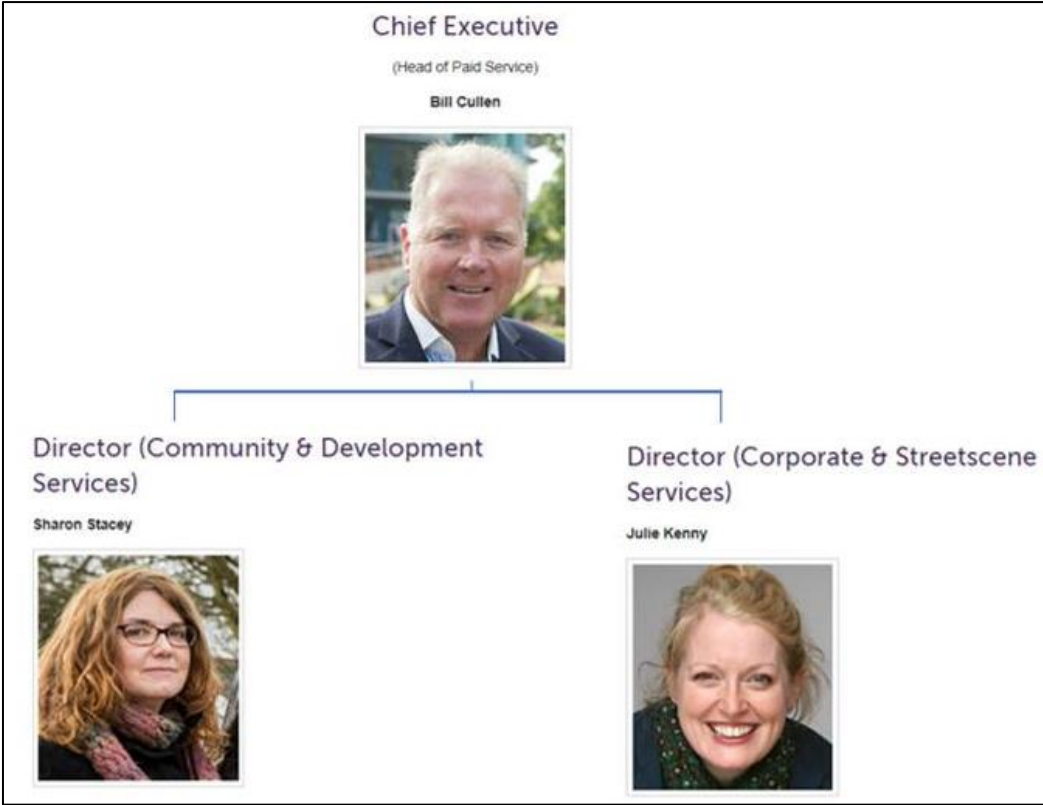 Chief Executive
(Head of Paid Service)
Bill Cullen
Director (Community & Development
Services)
Sharon Stacey
Director (Corporate & Streetscene
Services)
Julie Kenny